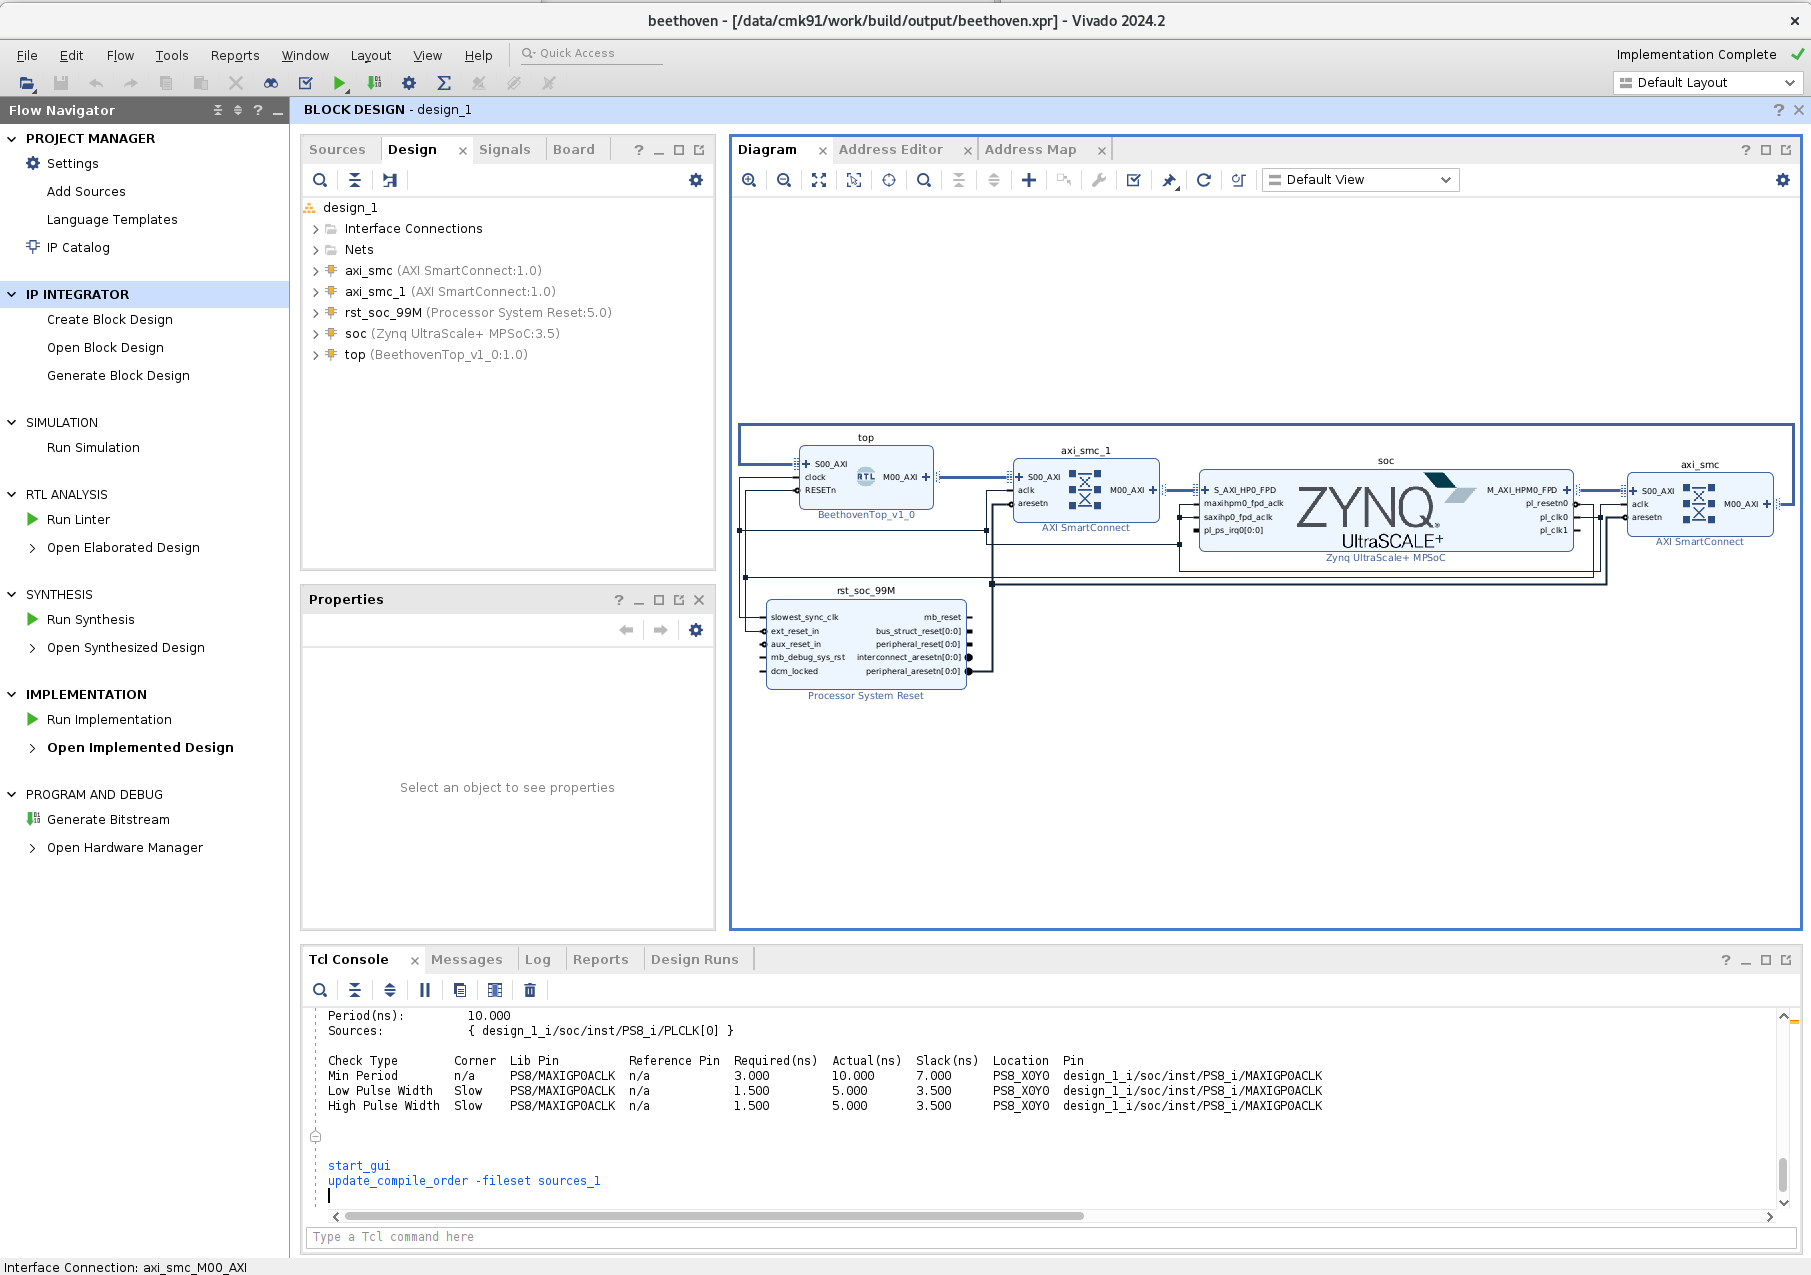 beethoven - [/data/cmk91/work/build/output/beethoven.xpr] - Vivado 2024.2
File Edit Flow Tools Reports Window Layout View Help Quick Access
Implementation Complete
Default Layout
Flow Navigator
PROJECT MANAGER
Settings
Add Sources
Language Templates
IP Catalog
IP INTEGRATOR
Create Block Design
Open Block Design
Generate Block Design
SIMULATION
Run Simulation
RTL ANALYSIS
Run Linter
Open Elaborated Design
SYNTHESIS
Run Synthesis
Open Synthesized Design
IMPLEMENTATION
Run Implementation
Open Implemented Design
PROGRAM AND DEBUG
Generate Bitstream
Open Hardware Manager
BLOCK DESIGN - design_1
Sources Design Signals Board
design_1
Interface Connections
Nets
axi_smc (AXI SmartConnect:1.0)
axi_smc_1 (AXI SmartConnect:1.0)
rst_soc_99M (Processor System Reset:5.0)
soc (Zynq UltraScale+ MPSoC:3.5)
top (BeethovenTop_v1_0:1.0)
Properties
Select an object to see properties
Diagram Address Editor Address Map
Default View
top
S00_AXI
clock
RESETn
RTL
M00_AXI
BeethovenTop_v1_0
axi_smc_1
S00_AXI
aclk
aresetn
M00_AXI
AXI SmartConnect
soc
S_AXI_HP0_FPD
maxihpm0_fpd_aclk
saxihp0_fpd_aclk
pl_ps_irq0[0:0]
ZYNQ
UltraSCALE+
M_AXI_HPM0_FPD
pl_resetn0
pl_clk0
pl_clk1
Zynq UltraScale+ MPSoC
axi_smc
S00_AXI
aclk
aresetn
M00_AXI
AXI SmartConnect
rst_soc_99M
slowest_sync_clk
ext_reset_in
aux_reset_in
mb_debug_sys_rst
dcm_locked
mb_reset
bus_struct_reset[0:0]
peripheral_reset[0:0]
interconnect_aresetn[0:0]
peripheral_aresetn[0:0]
Processor System Reset
Tcl Console Messages Log Reports Design Runs
Period(ns): 10.000
Sources: { design_1_i/soc/inst/PS8_i/PLCLK[0] }
Check Type Corner Lib Pin Reference Pin Required(ns) Actual(ns) Slack(ns) Location Pin
Min Period n/a PS8/MAXIGP0ACLK n/a 3.000 10.000 7.000 PS8_X0Y0 design_1_i/soc/inst/PS8_i/MAXIGP0ACLK
Low Pulse Width Slow PS8/MAXIGP0ACLK n/a 1.500 5.000 3.500 PS8_X0Y0 design_1_i/soc/inst/PS8_i/MAXIGP0ACLK
High Pulse Width Slow PS8/MAXIGP0ACLK n/a 1.500 5.000 3.500 PS8_X0Y0 design_1_i/soc/inst/PS8_i/MAXIGP0ACLK
start_gui
update_compile_order -fileset sources_1
Type a Tcl command here
Interface Connection: axi_smc_M00_AXI